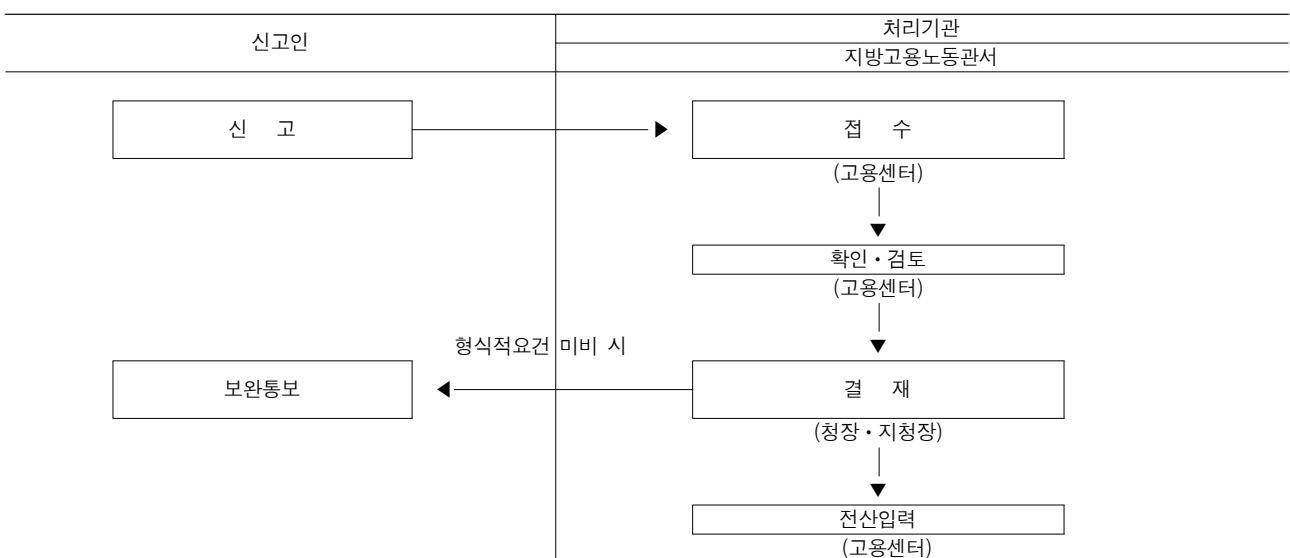 신고인
처리기관
지방고용노동관서
신 고
접 수
(고용센터)
확인·검토
(고용센터)
형식적요건 미비 시
보완통보
결 재
(청장·지청장)
전산입력
(고용센터)